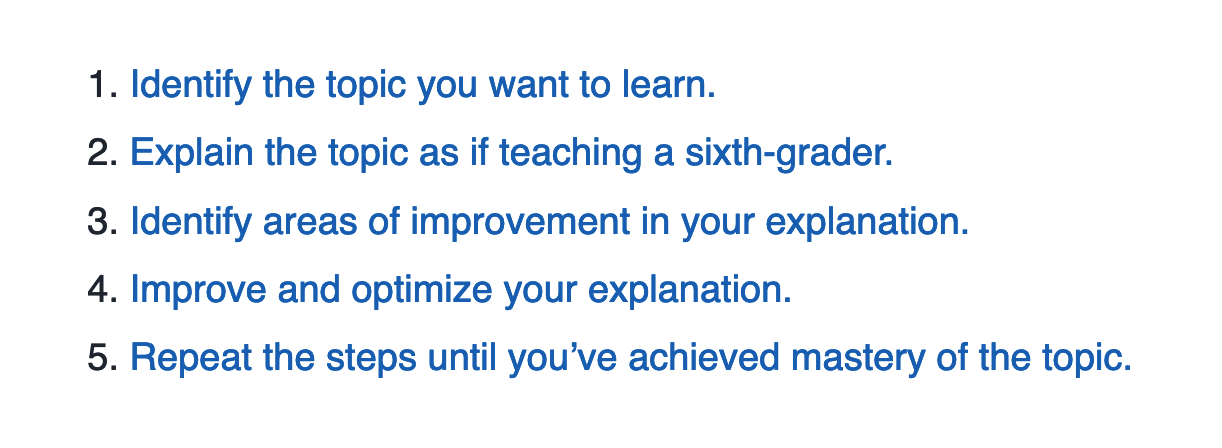 1. Identify the topic you want to learn.
2. Explain the topic as if teaching a sixth-grader.
3. Identify areas of improvement in your explanation.
4. Improve and optimize your explanation.
5. Repeat the steps until you’ve achieved mastery of the topic.